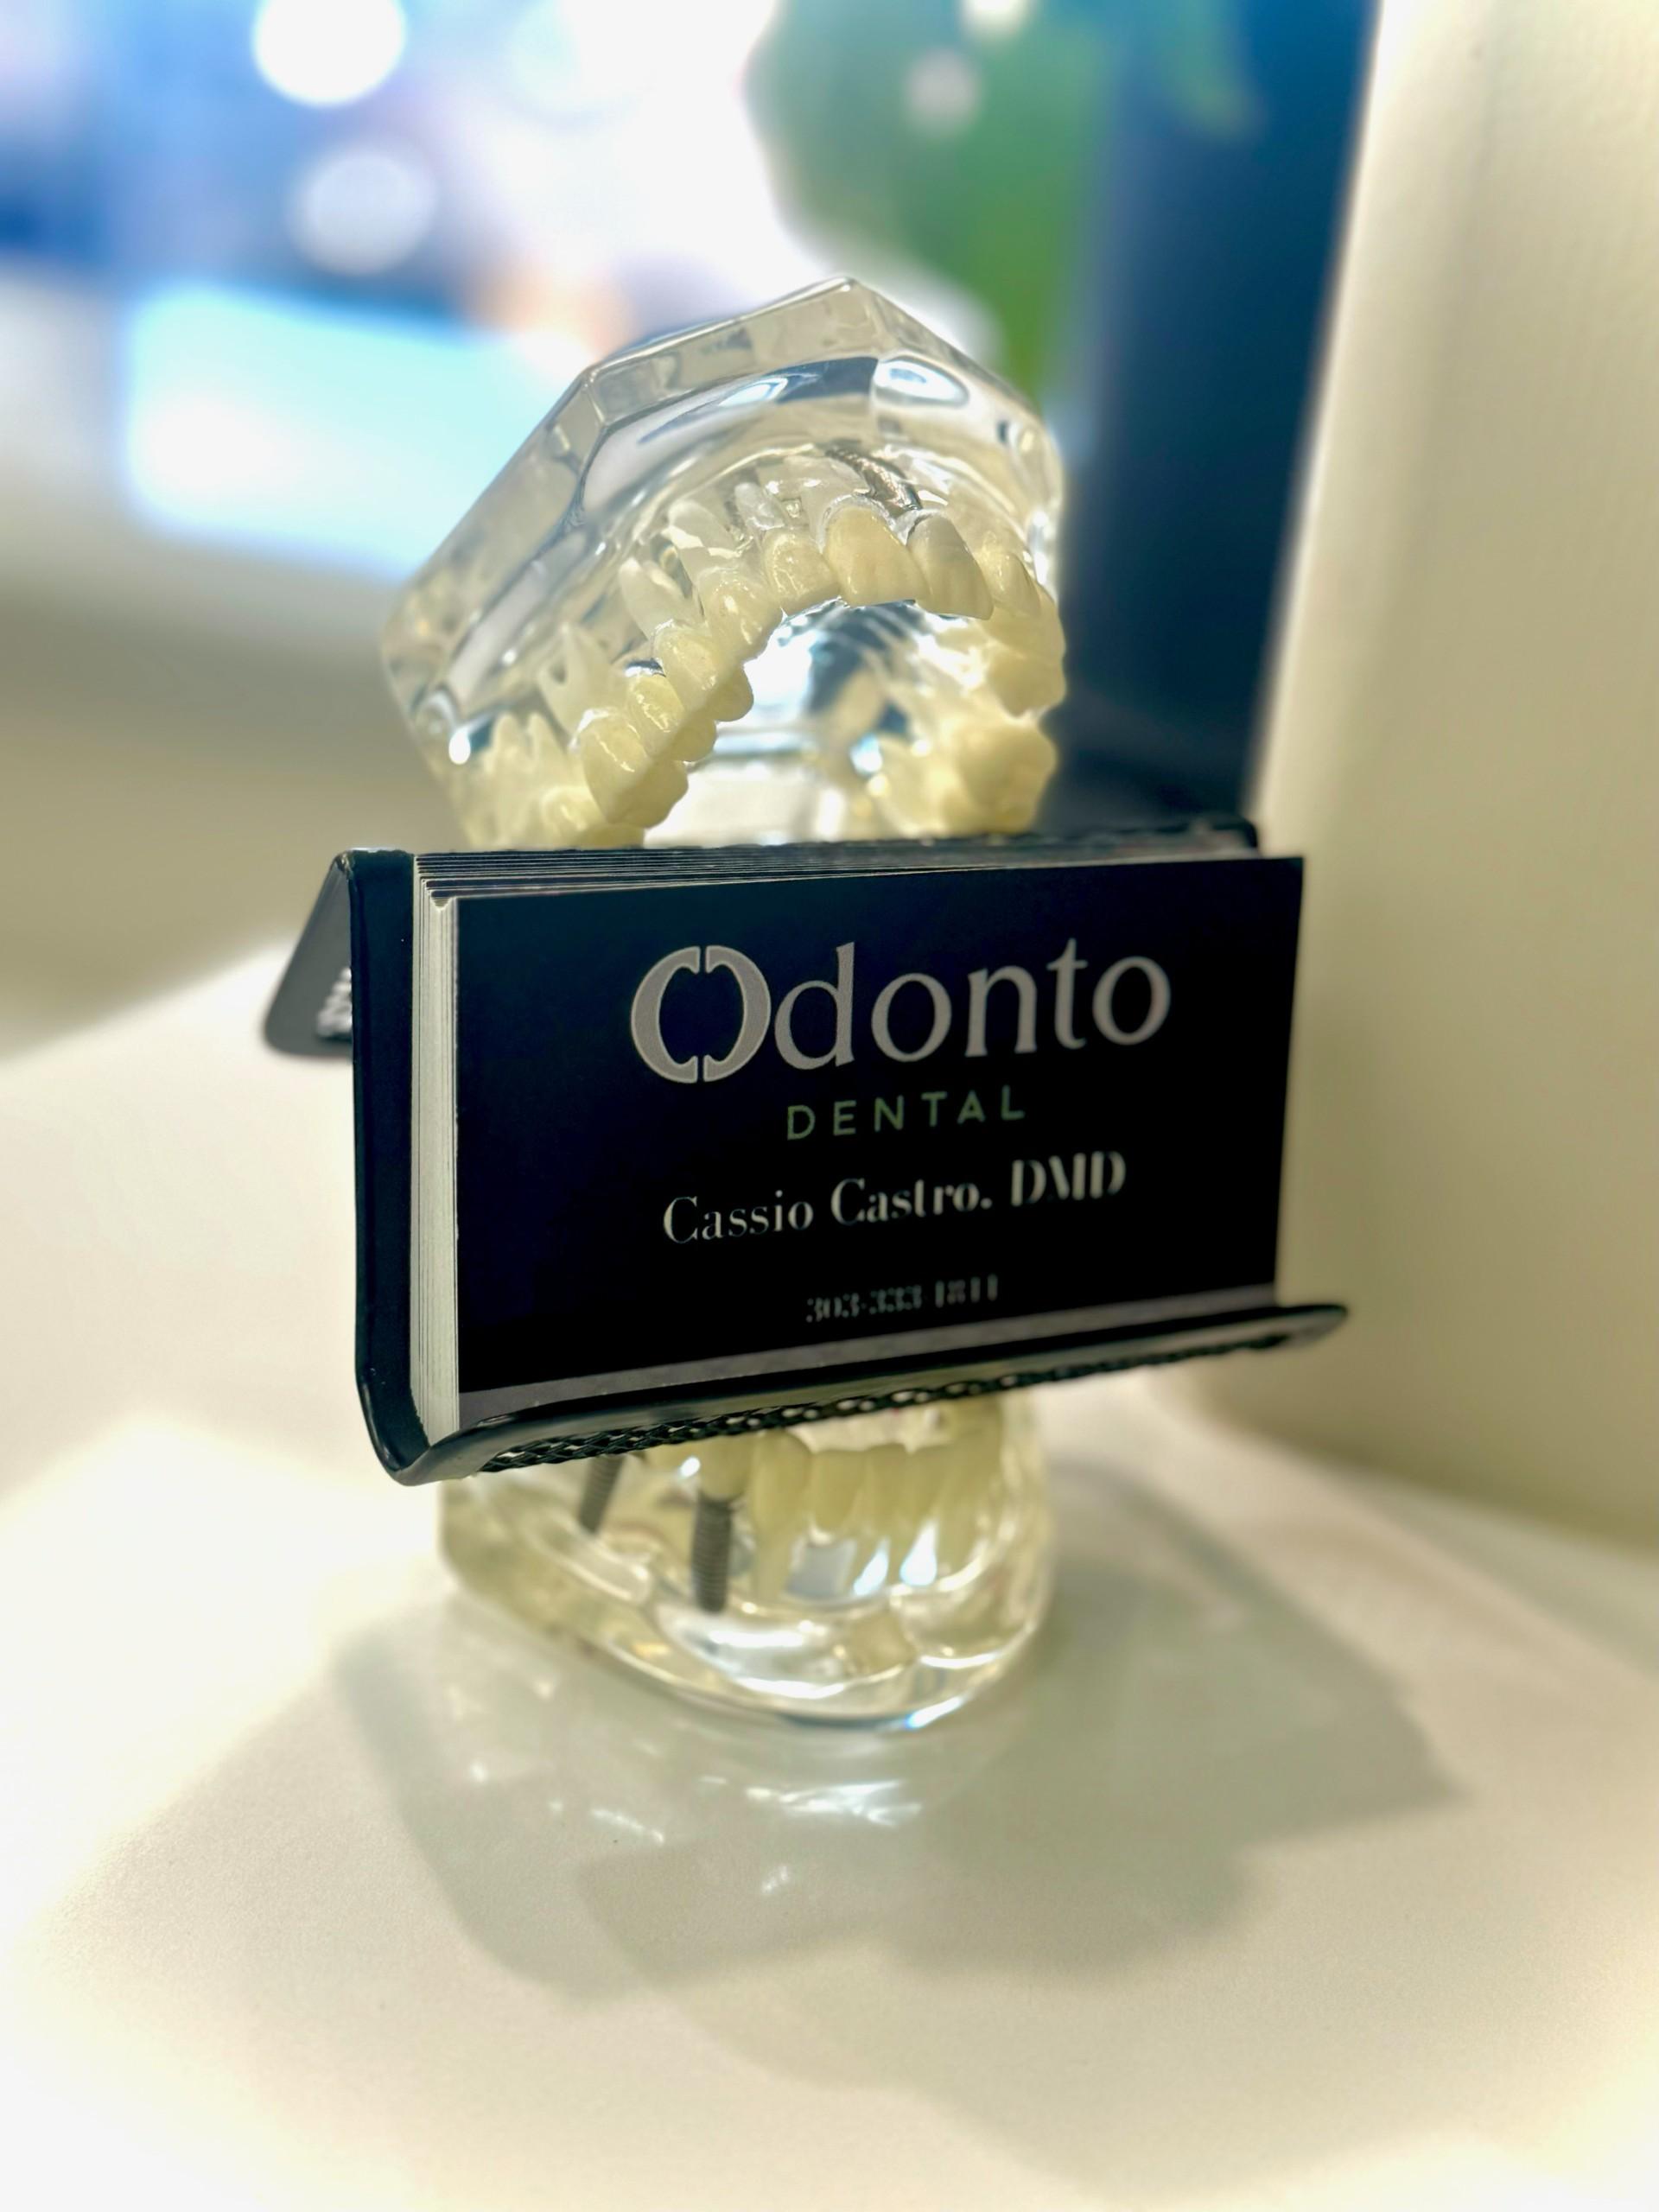 Odonto
DENTAL
Cassio Castro. DMD
303-333-1811